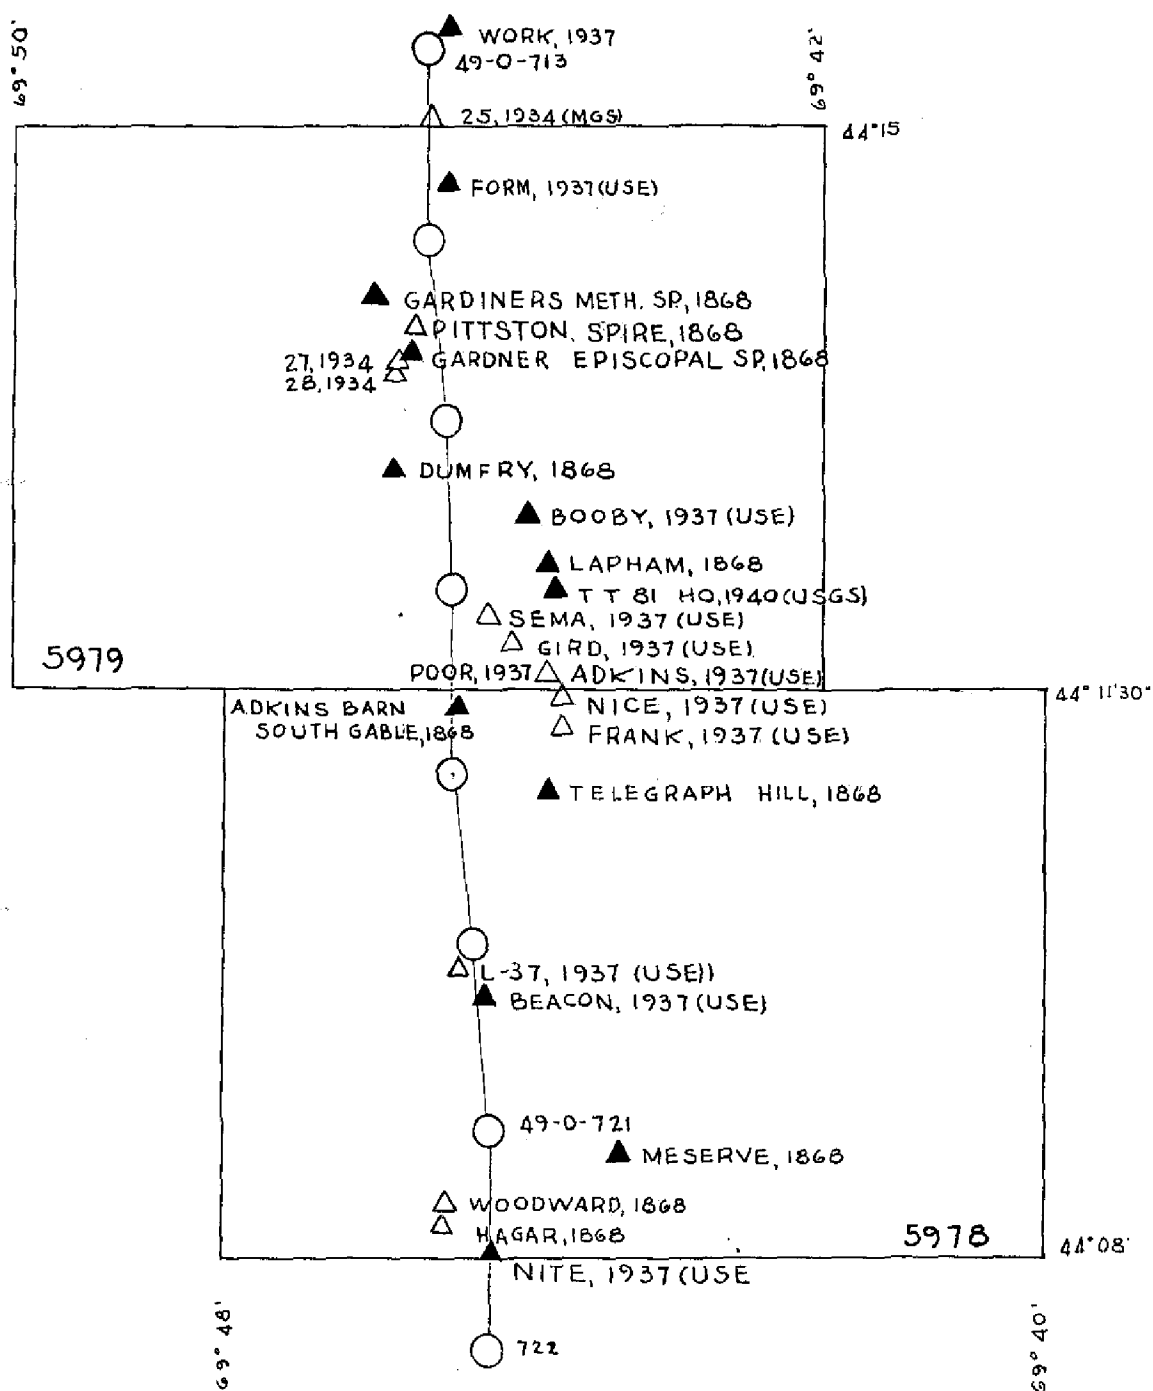 69° 50'
WORK, 1937
49-0-713
69° 42'
25, 1934 (MGS)
44°15
FORM, 1937(USE)
GARDINERS METH. SP, 1868
PITTSTON. SPIRE, 1868
27, 1934
GARDNER EPISCOPAL SP, 1868
28, 1934
DUMFRY, 1868
BOOBY, 1937 (USE)
LAPHAM, 1868
TT 81 HO, 1940 (USGS)
SEMA, 1937 (USE)
GIRD, 1937 (USE)
5979
POOR, 1937
ADKINS, 1937(USE)
44° 11'30"
ADKINS BARN
SOUTH GABLE, 1868
NICE, 1937 (USE)
FRANK, 1937 (USE)
TELEGRAPH HILL, 1868
L-37, 1937 (USE))
BEACON, 1937 (USE)
49-0-721
MESERVE, 1868
WOODWARD, 1868
HAGAR, 1868
5978
44°08'
NITE, 1937 (USE
69° 48'
722
69° 40'